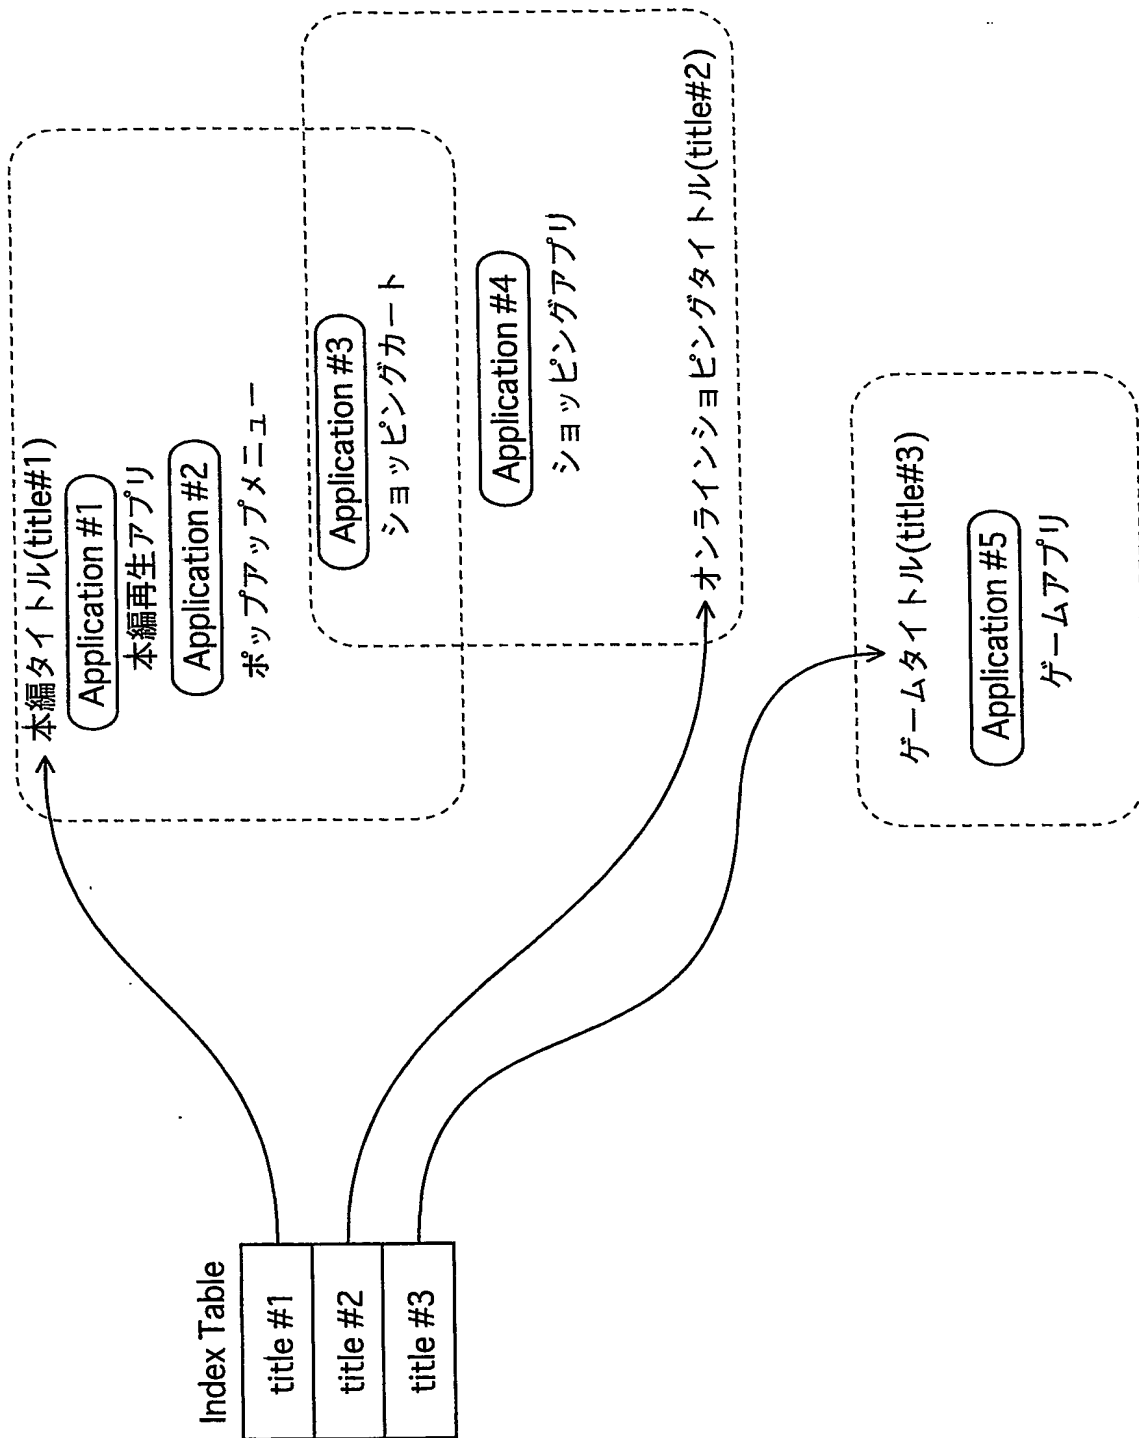 Index Table
title #1
title #2
title #3
本編タイトル(title#1)
Application #1
本編再生アプリ
Application #2
ポップアップメニュー
Application #3
ショッピングカート
Application #4
ショッピングアプリ
オンラインショピングタイトル(title#2)
ゲームタイトル(title#3)
Application #5
ゲームアプリ